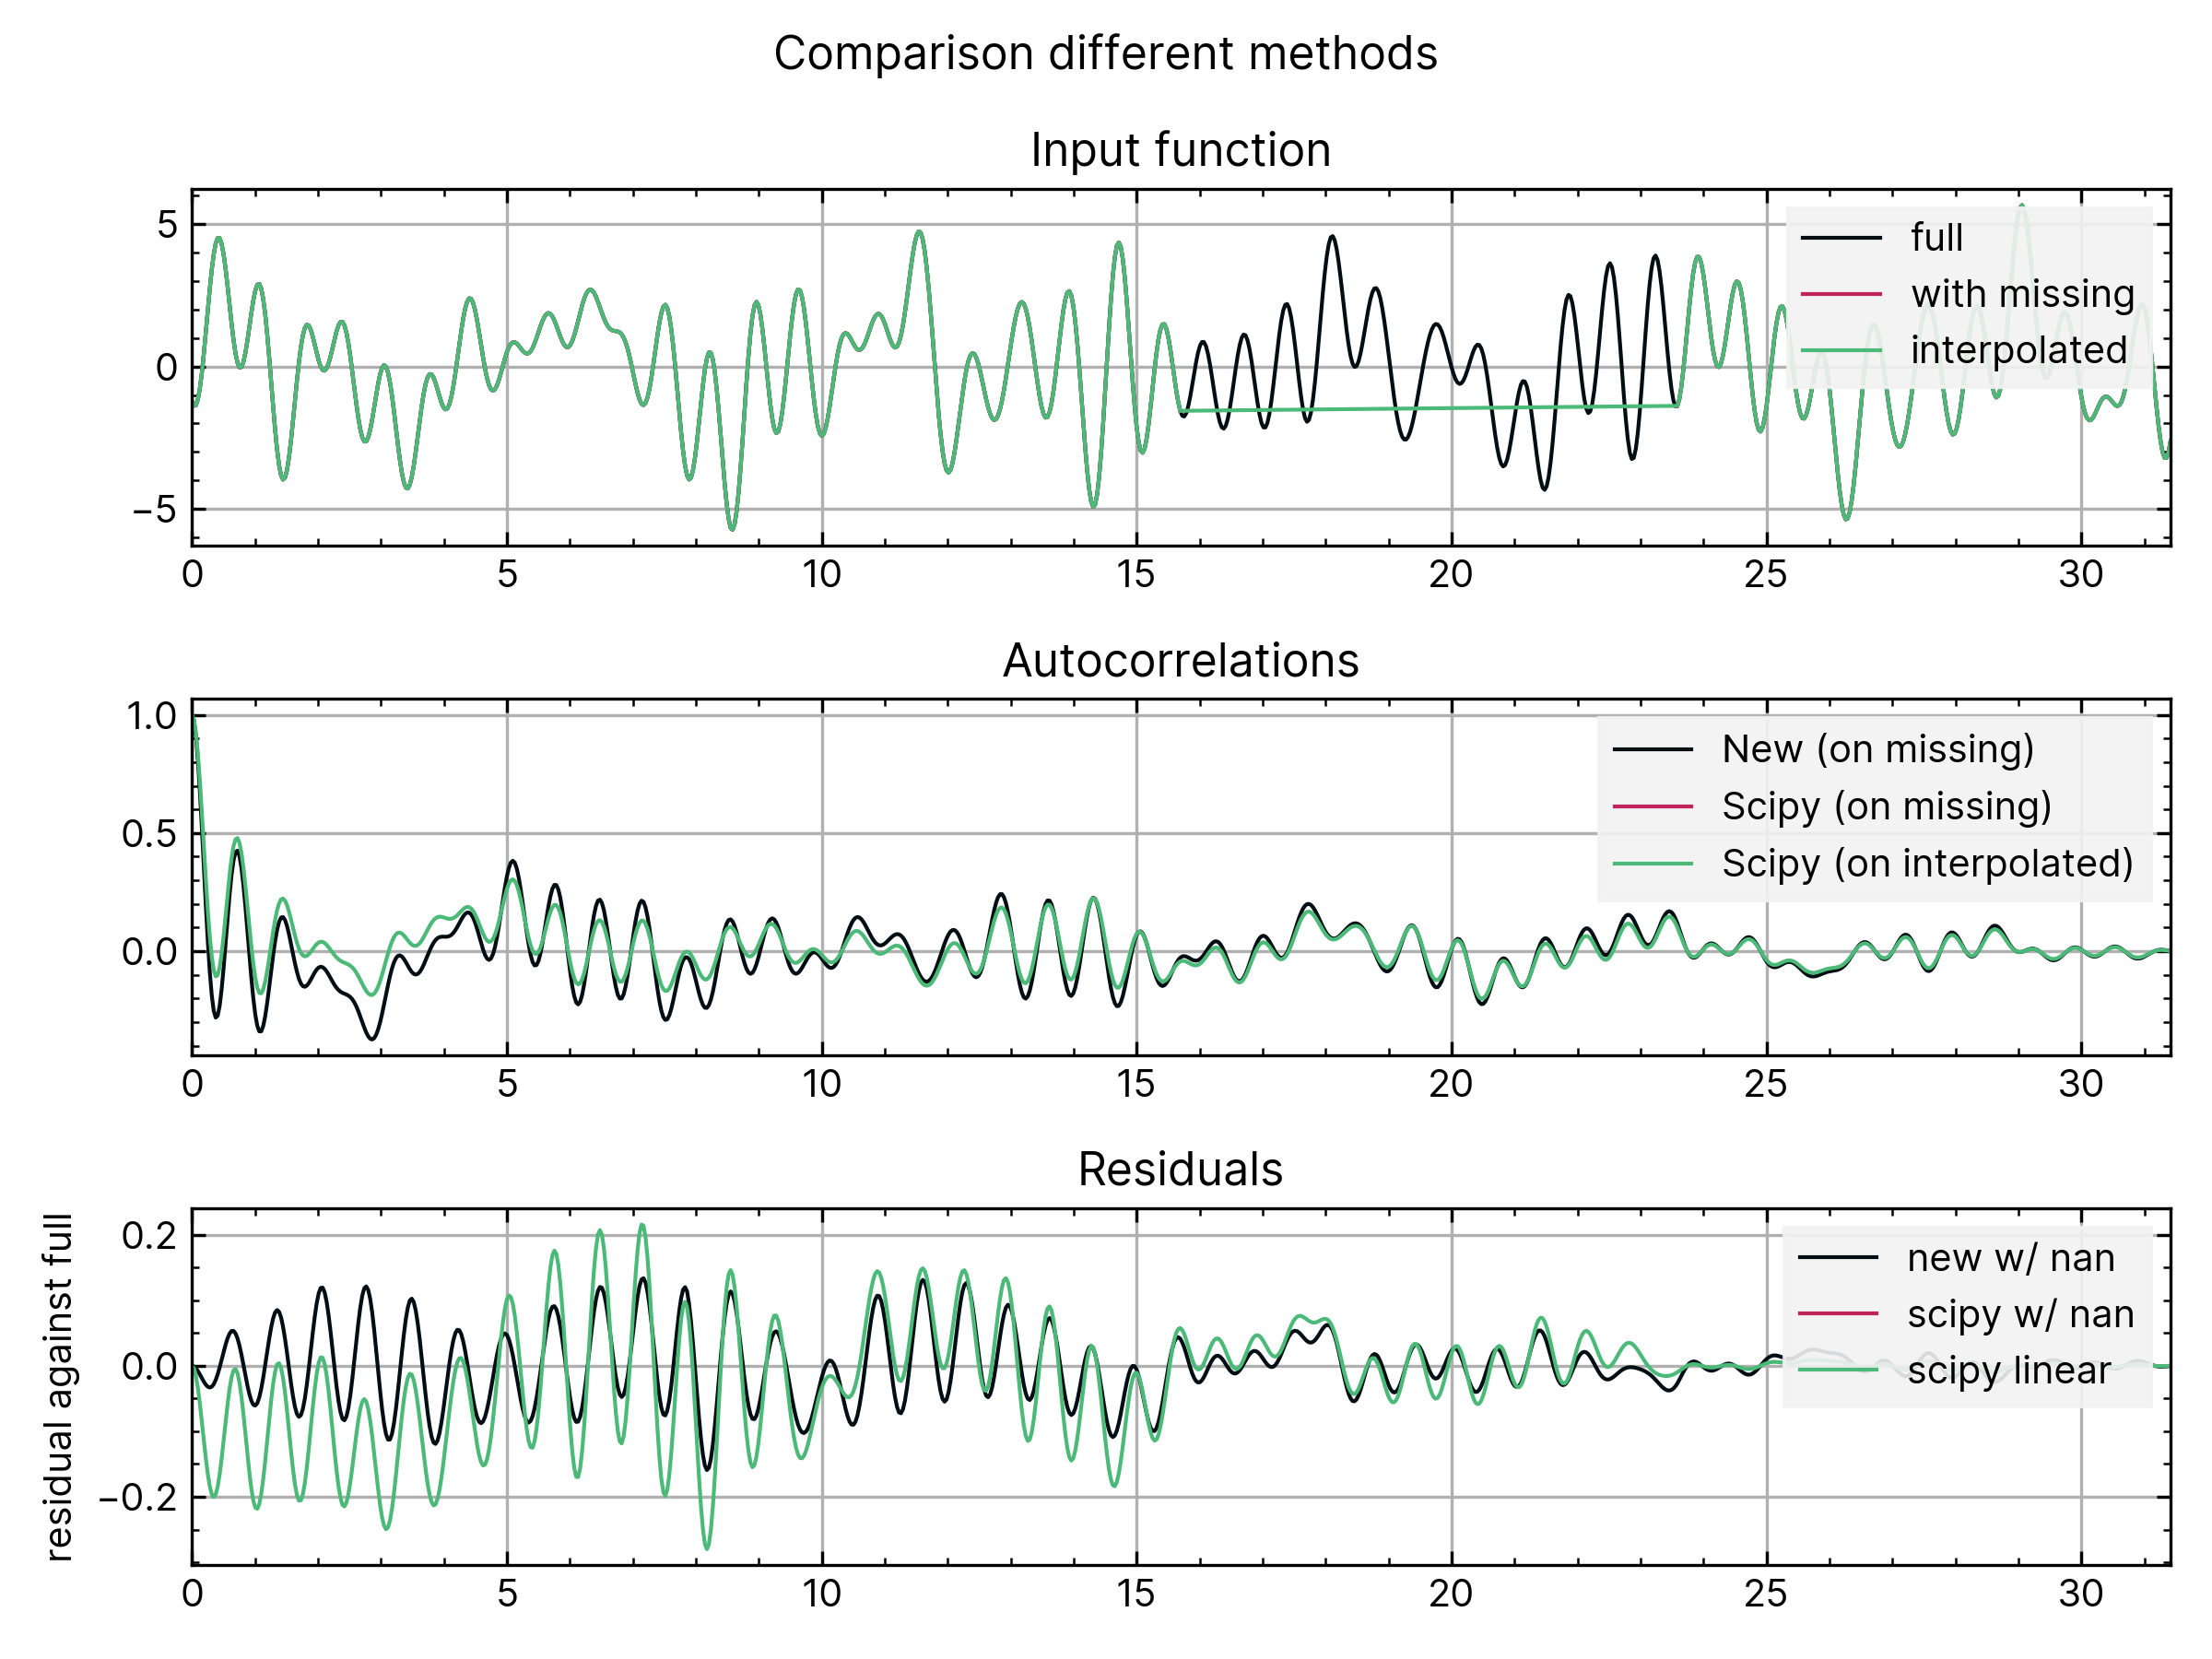 Comparison different methods
Input function
5
0
−5
full
with missing
interpolated
0 5 10 15 20 25 30
Autocorrelations
1.0
0.5
0.0
New (on missing)
Scipy (on missing)
Scipy (on interpolated)
0 5 10 15 20 25 30
Residuals
residual against full
0.2
0.0
−0.2
new w/ nan
scipy w/ nan
scipy linear
0 5 10 15 20 25 30